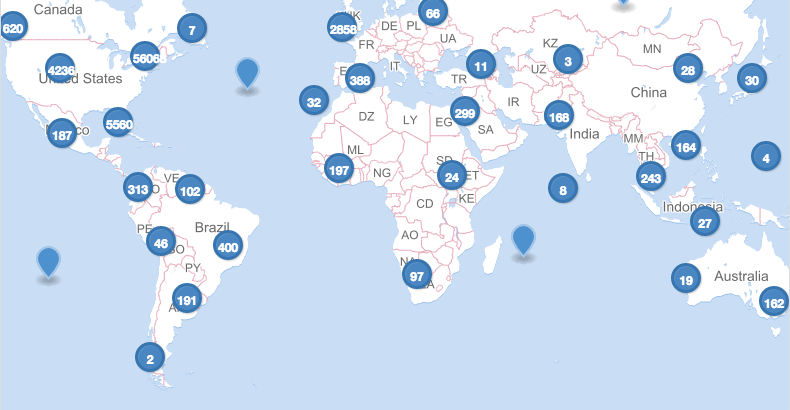 Canada
620
7
UK
66
2858
DE
PL
UA
FR
KZ
MN
56063
4236
United States
IT
388
TR
11
UZ
3
28
30
China
32
299
IR
168
DZ
LY
EG
SA
India
187
5560
MM
TH
164
4
ML
197
NG
SD
24
ET
243
313
VE
102
8
CD
KE
Indonesia
27
PE
46
BO
Brazil
400
AO
PY
NA
97
19
Australia
162
191
2